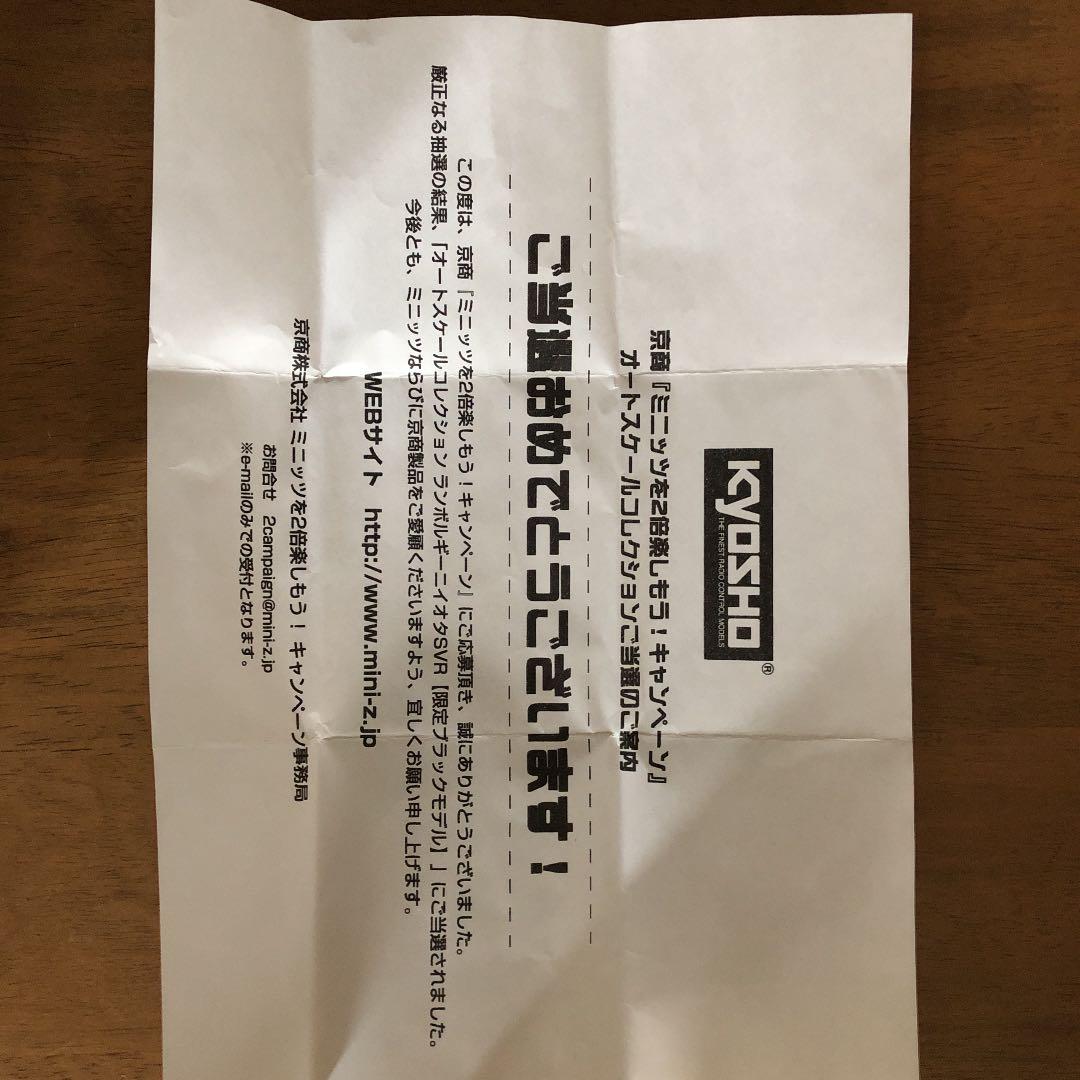 KYOSHO®
THE FINEST RADIO CONTROL MODELS
京商『ミニッツを2倍楽しもう!キャンペーン』
オートスケールコレクションご当選のご案内
ご当選おめでとうございます!
この度は、京商『ミニッツを2倍楽しもう!キャンペーン』にご応募頂き、誠にありがとうございました。
厳正なる抽選の結果、「オートスケールコレクション ランボルギーニイオタSVR【限定ブラックモデル】」にご当選されました。
今後とも、ミニッツならびに京商製品をご愛顧くださいますよう、宜しくお願い申し上げます。
WEBサイト http://www.mini-z.jp
京商株式会社 ミニッツを2倍楽しもう! キャンペーン事務局
お問合せ 2campaign@mini-z.jp
※e-mailのみでの受付となります。